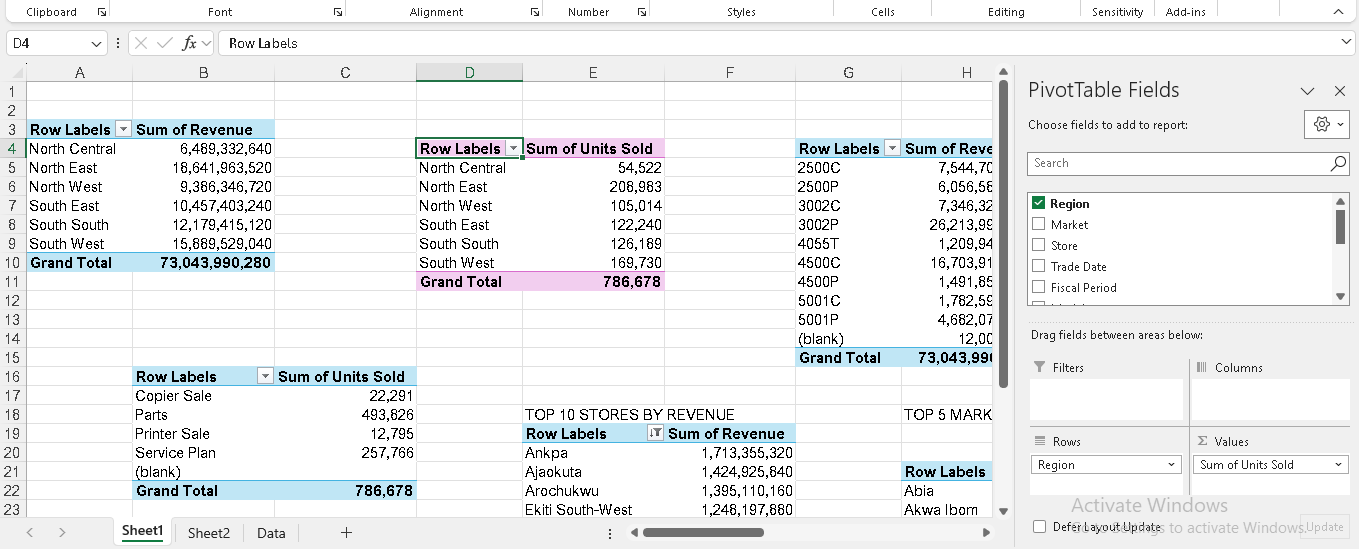 Clipboard Font Alignment Number Styles Cells Editing Sensitivity Add-ins
D4 fx Row Labels
A B C D E F G H
1
2
3 Row Labels Sum of Revenue
4 North Central 6,489,332,640 Row Labels Sum of Units Sold Row Labels Sum of Reve
5 North East 18,641,963,520 North Central 54,522 2500C 7,544,70
6 North West 9,386,346,720 North East 208,983 2500P 6,056,58
7 South East 10,457,403,240 North West 105,014 3002C 7,346,32
8 South South 12,179,415,120 South East 122,240 3002P 26,213,99
9 South West 15,889,529,040 South South 126,189 4055T 1,209,94
10 Grand Total 73,043,990,280 South West 169,730 4500C 16,703,91
11 Grand Total 786,678 4500P 1,491,85
12 5001C 1,782,59
13 5001P 4,682,07
14 (blank) 12,00
15 Grand Total 73,043,990
16 Row Labels Sum of Units Sold
17 Copier Sale 22,291
18 Parts 493,826 TOP 10 STORES BY REVENUE TOP 5 MARK
19 Printer Sale 12,795 Row Labels Sum of Revenue
20 Service Plan 257,766 Ankpa 1,713,355,320
21 (blank) Ajaokuta 1,424,925,840 Row Labels
22 Grand Total 786,678 Arochukwu 1,395,110,160 Abia
23 Ekiti South-West 1,248,197,880 Akwa Ibom
Sheet1 Sheet2 Data
PivotTable Fields
Choose fields to add to report:
Search
Region
Market
Store
Trade Date
Fiscal Period
Drag fields between areas below:
Filters Columns
Rows Values
Region Sum of Units Sold
Activate Windows
Go to Settings to activate Windows.
Defer Layout Update Update